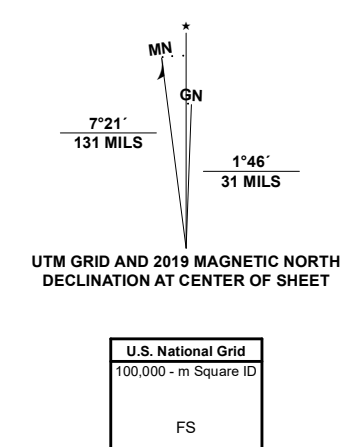 MN
GN
7°21´
131 MILS
1°46´
31 MILS
UTM GRID AND 2019 MAGNETIC NORTH
DECLINATION AT CENTER OF SHEET
U.S. National Grid
100,000 - m Square ID
FS